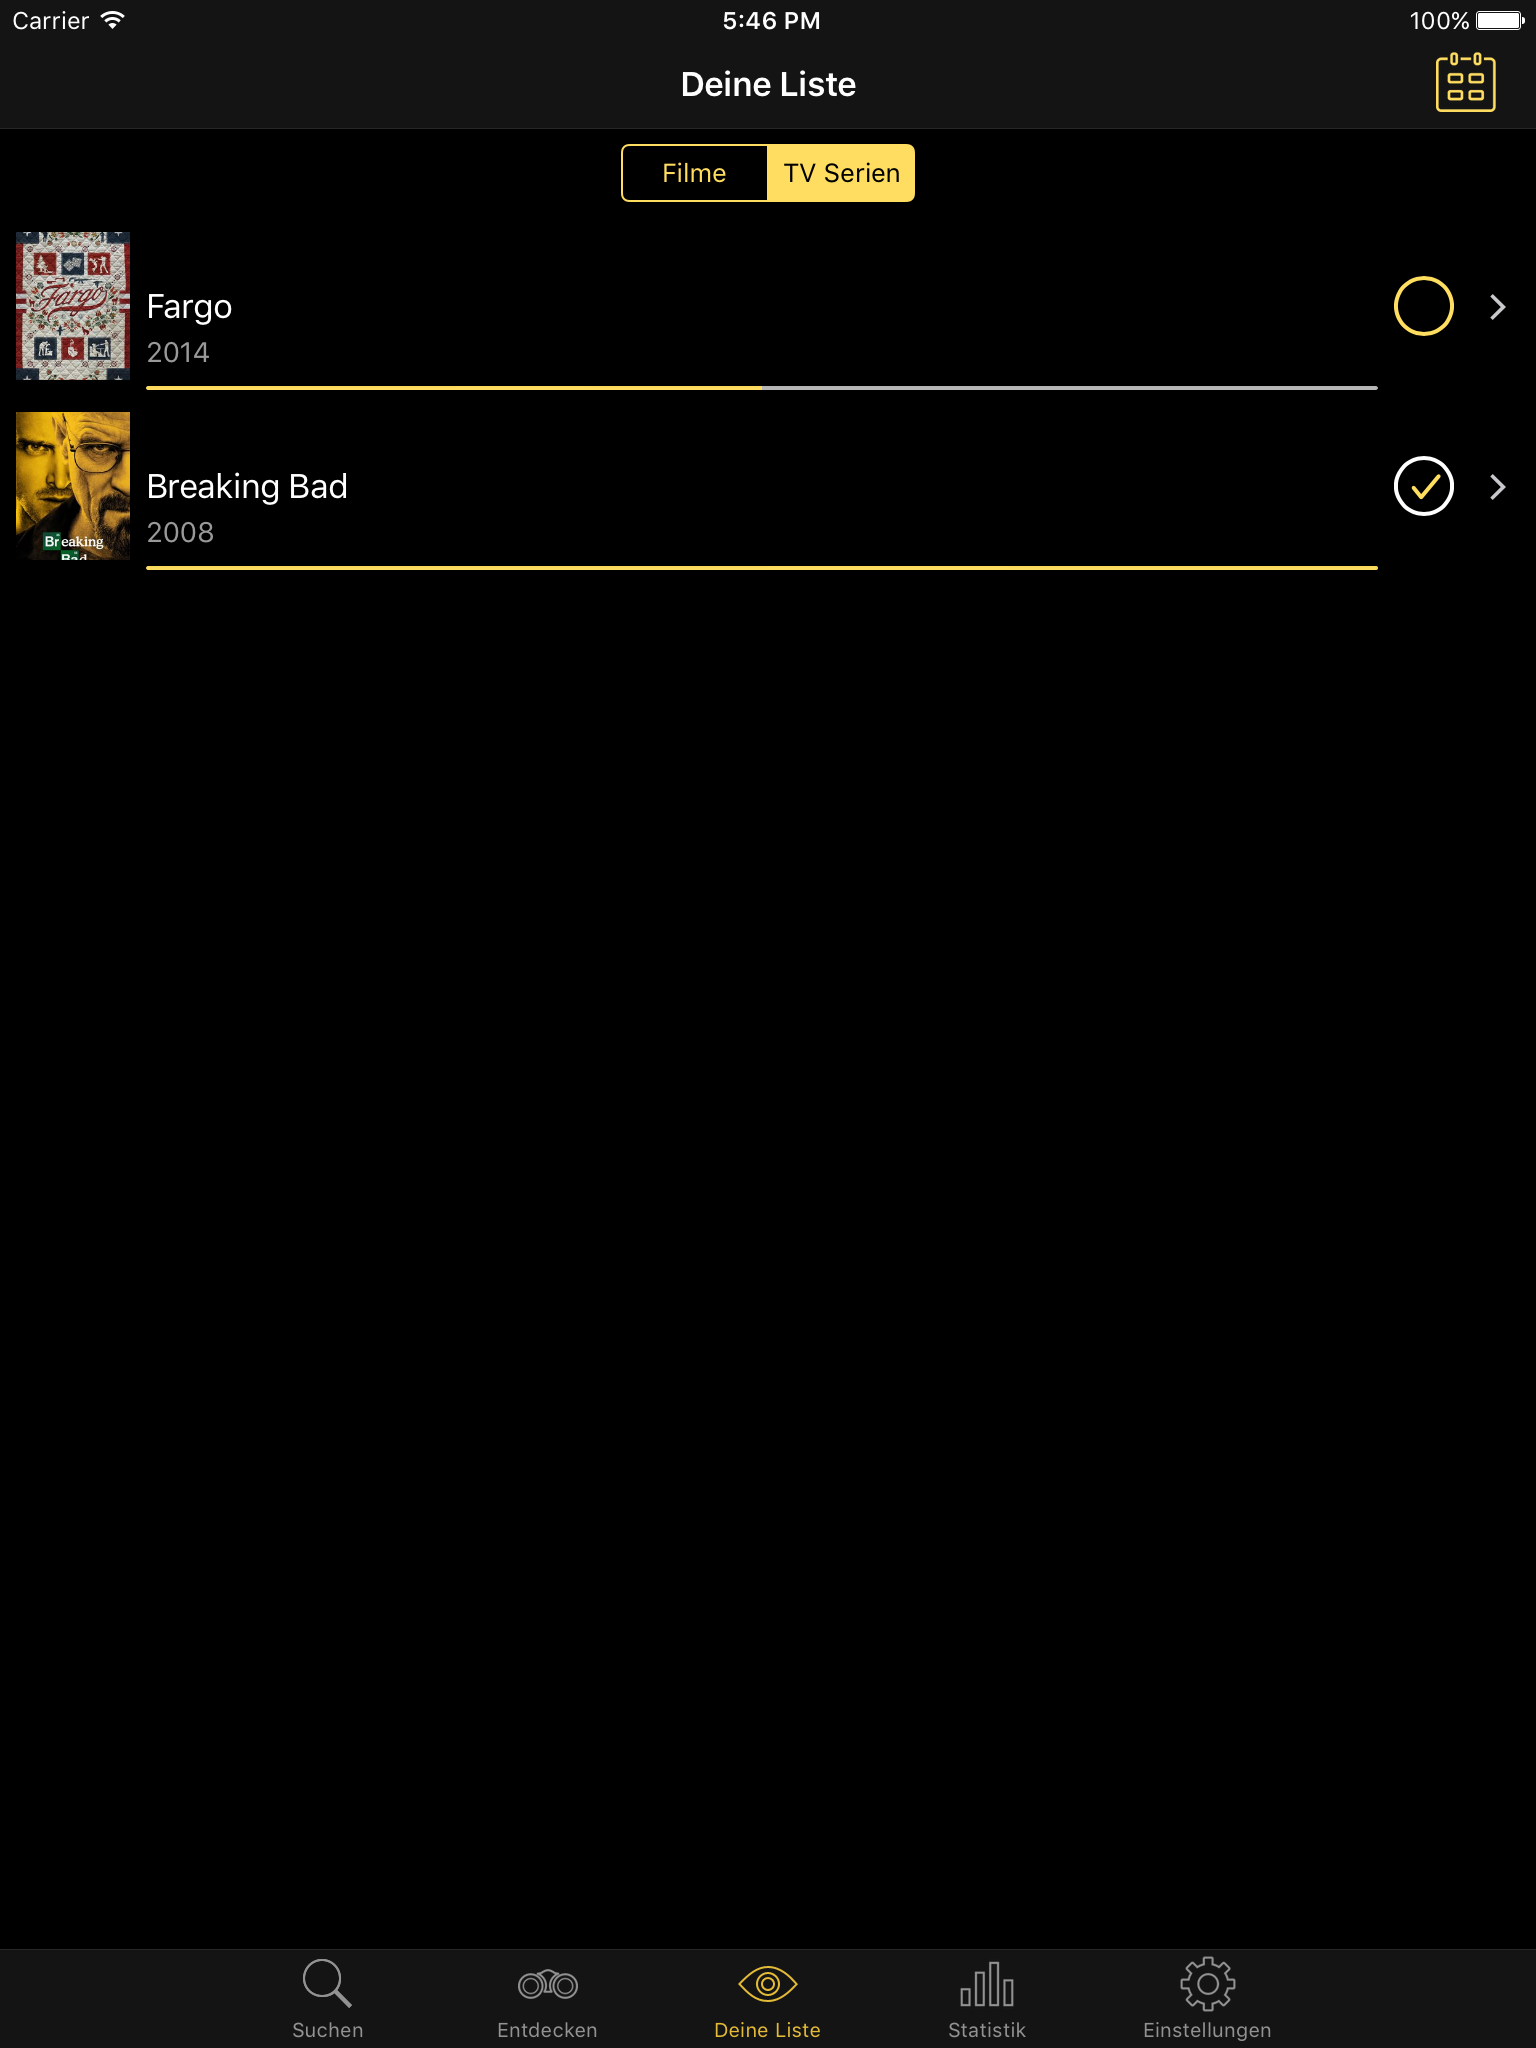 Carrier 5:46 PM 100%
Deine Liste
Filme TV Serien
Fargo
Fargo
2014
Breaking Bad
2008
Breaking
Bad
Suchen Entdecken Deine Liste Statistik Einstellungen